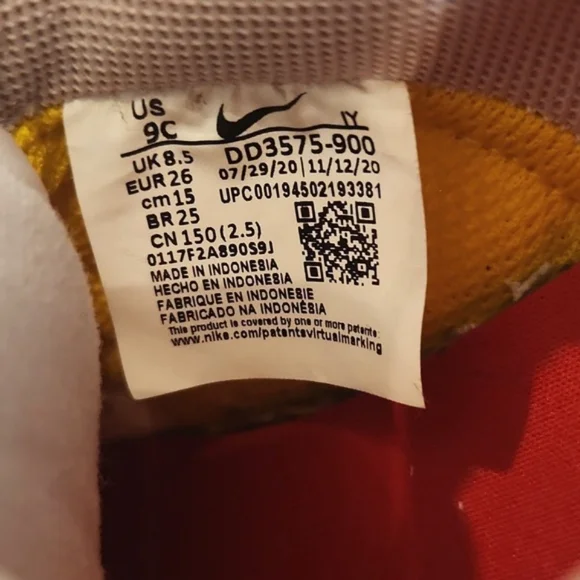 US
9C
IY
UK 8.5
DD3575-900
EUR 26
07/29/20 | 11/12/20
cm 15
UPC00194502193381
BR 25
CN 150 (2.5)
0117F2A890S9J
MADE IN INDONESIA
HECHO EN INDONESIA
FABRIQUE EN INDONESIE
FABRICADO NA INDONÉSIA
This product is covered by one or more patents:
www.nike.com/patentsvirtualmarking